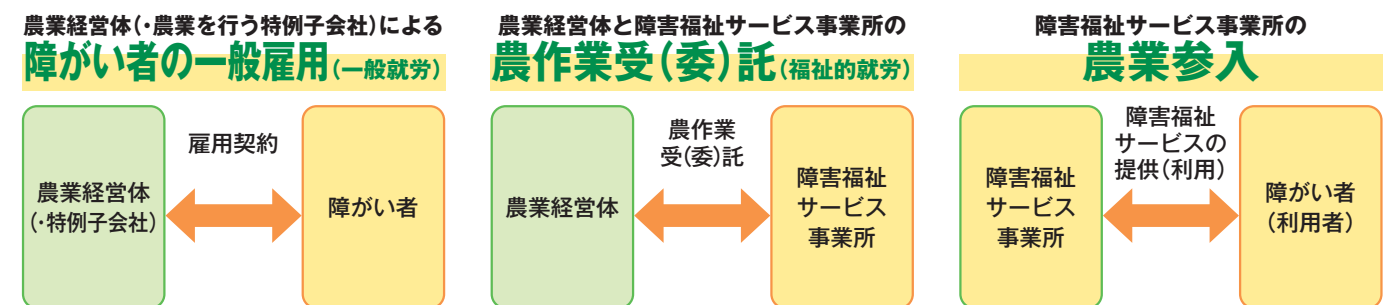 農業経営体(・農業を行う特例子会社)による
障がい者の一般雇用(一般就労)
農業経営体
(・特例子会社)
雇用契約
障がい者
農業経営体と障害福祉サービス事業所の
農作業受(委)託(福祉的就労)
農業経営体
農作業
受(委)託
障害福祉
サービス
事業所
障害福祉サービス事業所の
農業参入
障害福祉
サービス
事業所
障害福祉
サービスの
提供(利用)
障がい者
(利用者)